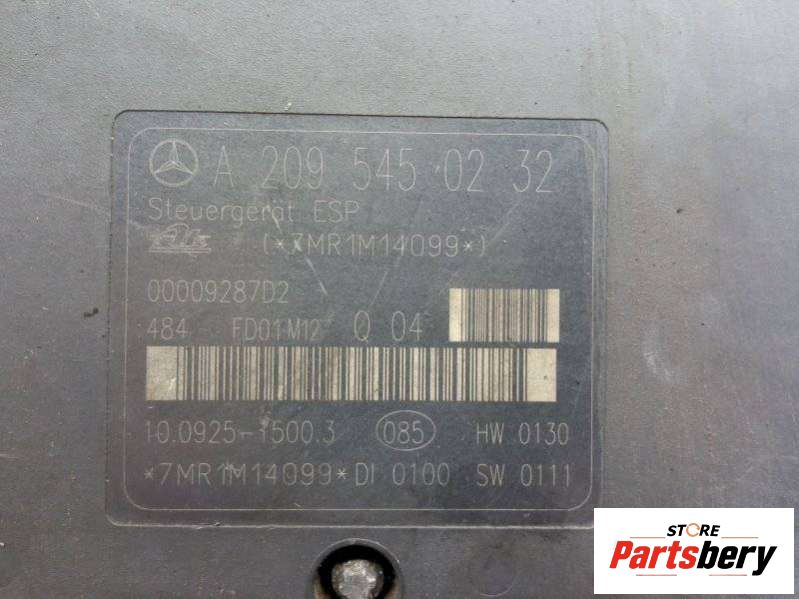 A 209 545 02 32
Steuergerät ESP
(*7MR1M14099*)
00009287D2
484 FD01M12 Q 04
10.0925-1500.3 085 HW 0130
*7MR1M14099*DI 0100 SW 0111
STORE
Partsbery